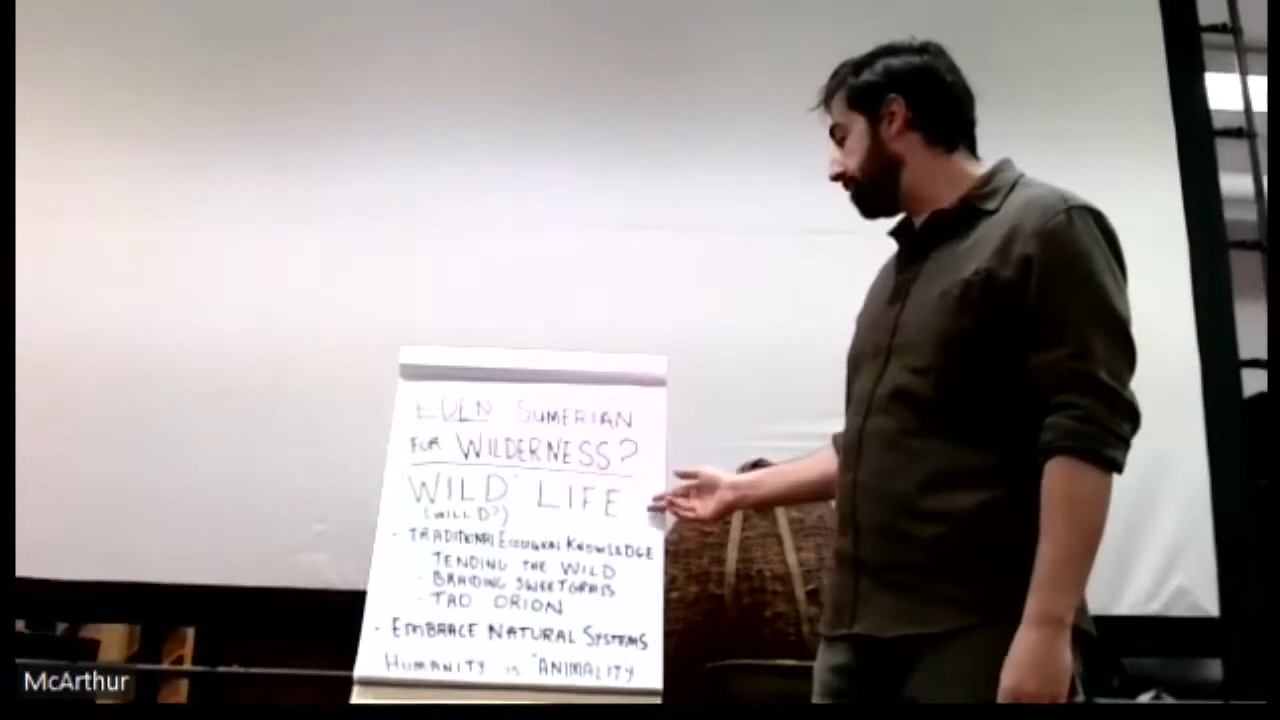 EDEN SUMERIAN
FOR WILDERNESS?
WILD LIFE
(WILLD?)
- TRADITIONAL ECOLOGICAL KNOWLEDGE
TENDING THE WILD
- BRAIDING SWEETGRASS
- TAO ORION
- EMBRACE NATURAL SYSTEMS
HUMANITY IS "ANIMALITY
McArthur